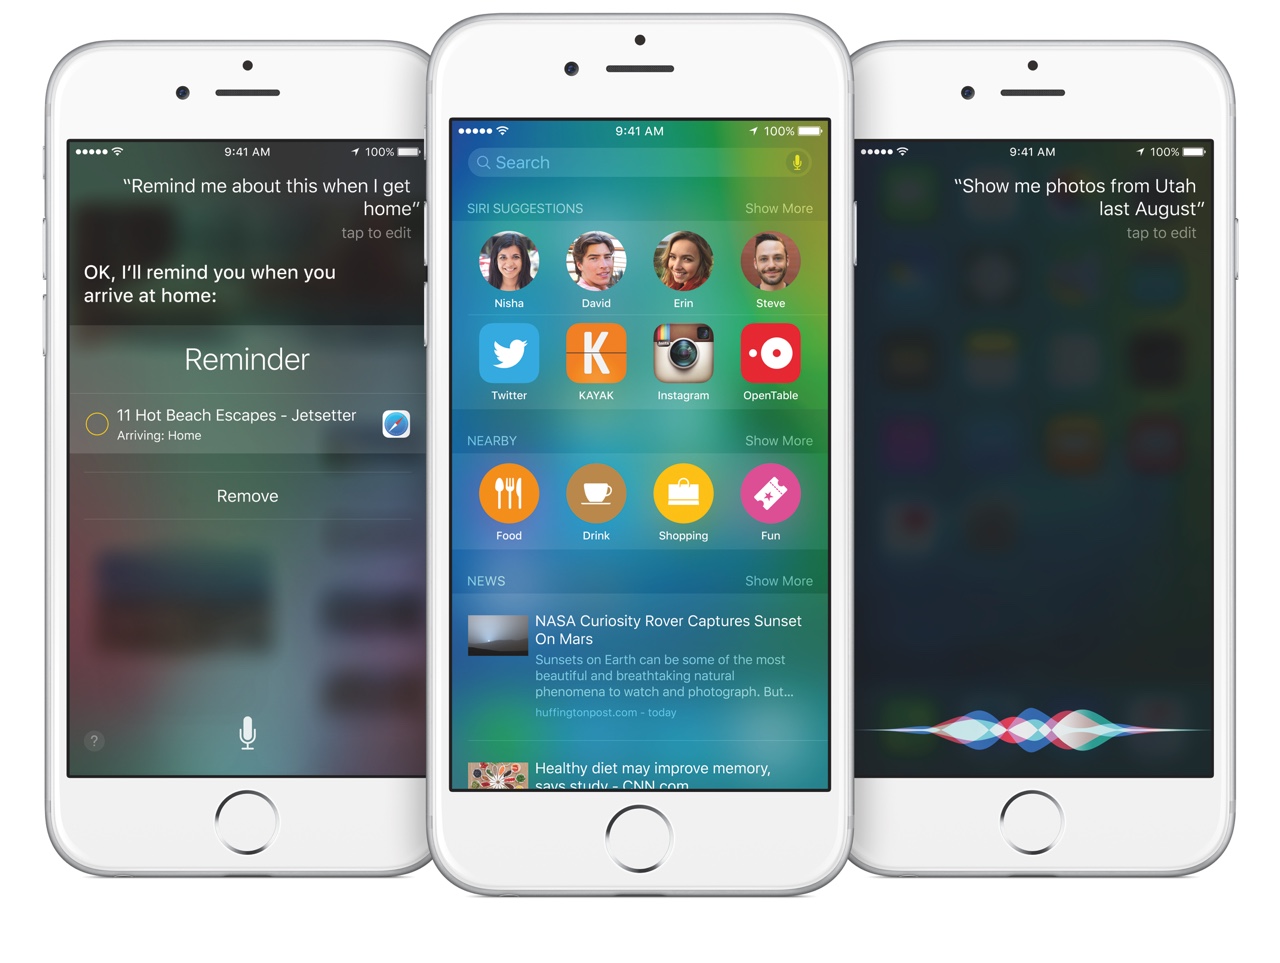 9:41 AM
100%
“Remind me about this when I get
home”
tap to edit
OK, I’ll remind you when you
arrive at home:
Reminder
11 Hot Beach Escapes - Jetsetter
Arriving: Home
Remove
?
9:41 AM
100%
Search
SIRI SUGGESTIONS
Show More
Nisha
David
Erin
Steve
K
Twitter
KAYAK
Instagram
OpenTable
NEARBY
Show More
Food
Drink
Shopping
Fun
NEWS
Show More
NASA Curiosity Rover Captures Sunset
On Mars
Sunsets on Earth can be some of the most
beautiful and breathtaking natural
phenomena to watch and photograph. But...
huffingtonpost.com - today
Healthy diet may improve memory,
says study - CNN.com
9:41 AM
100%
“Show me photos from Utah
last August”
tap to edit